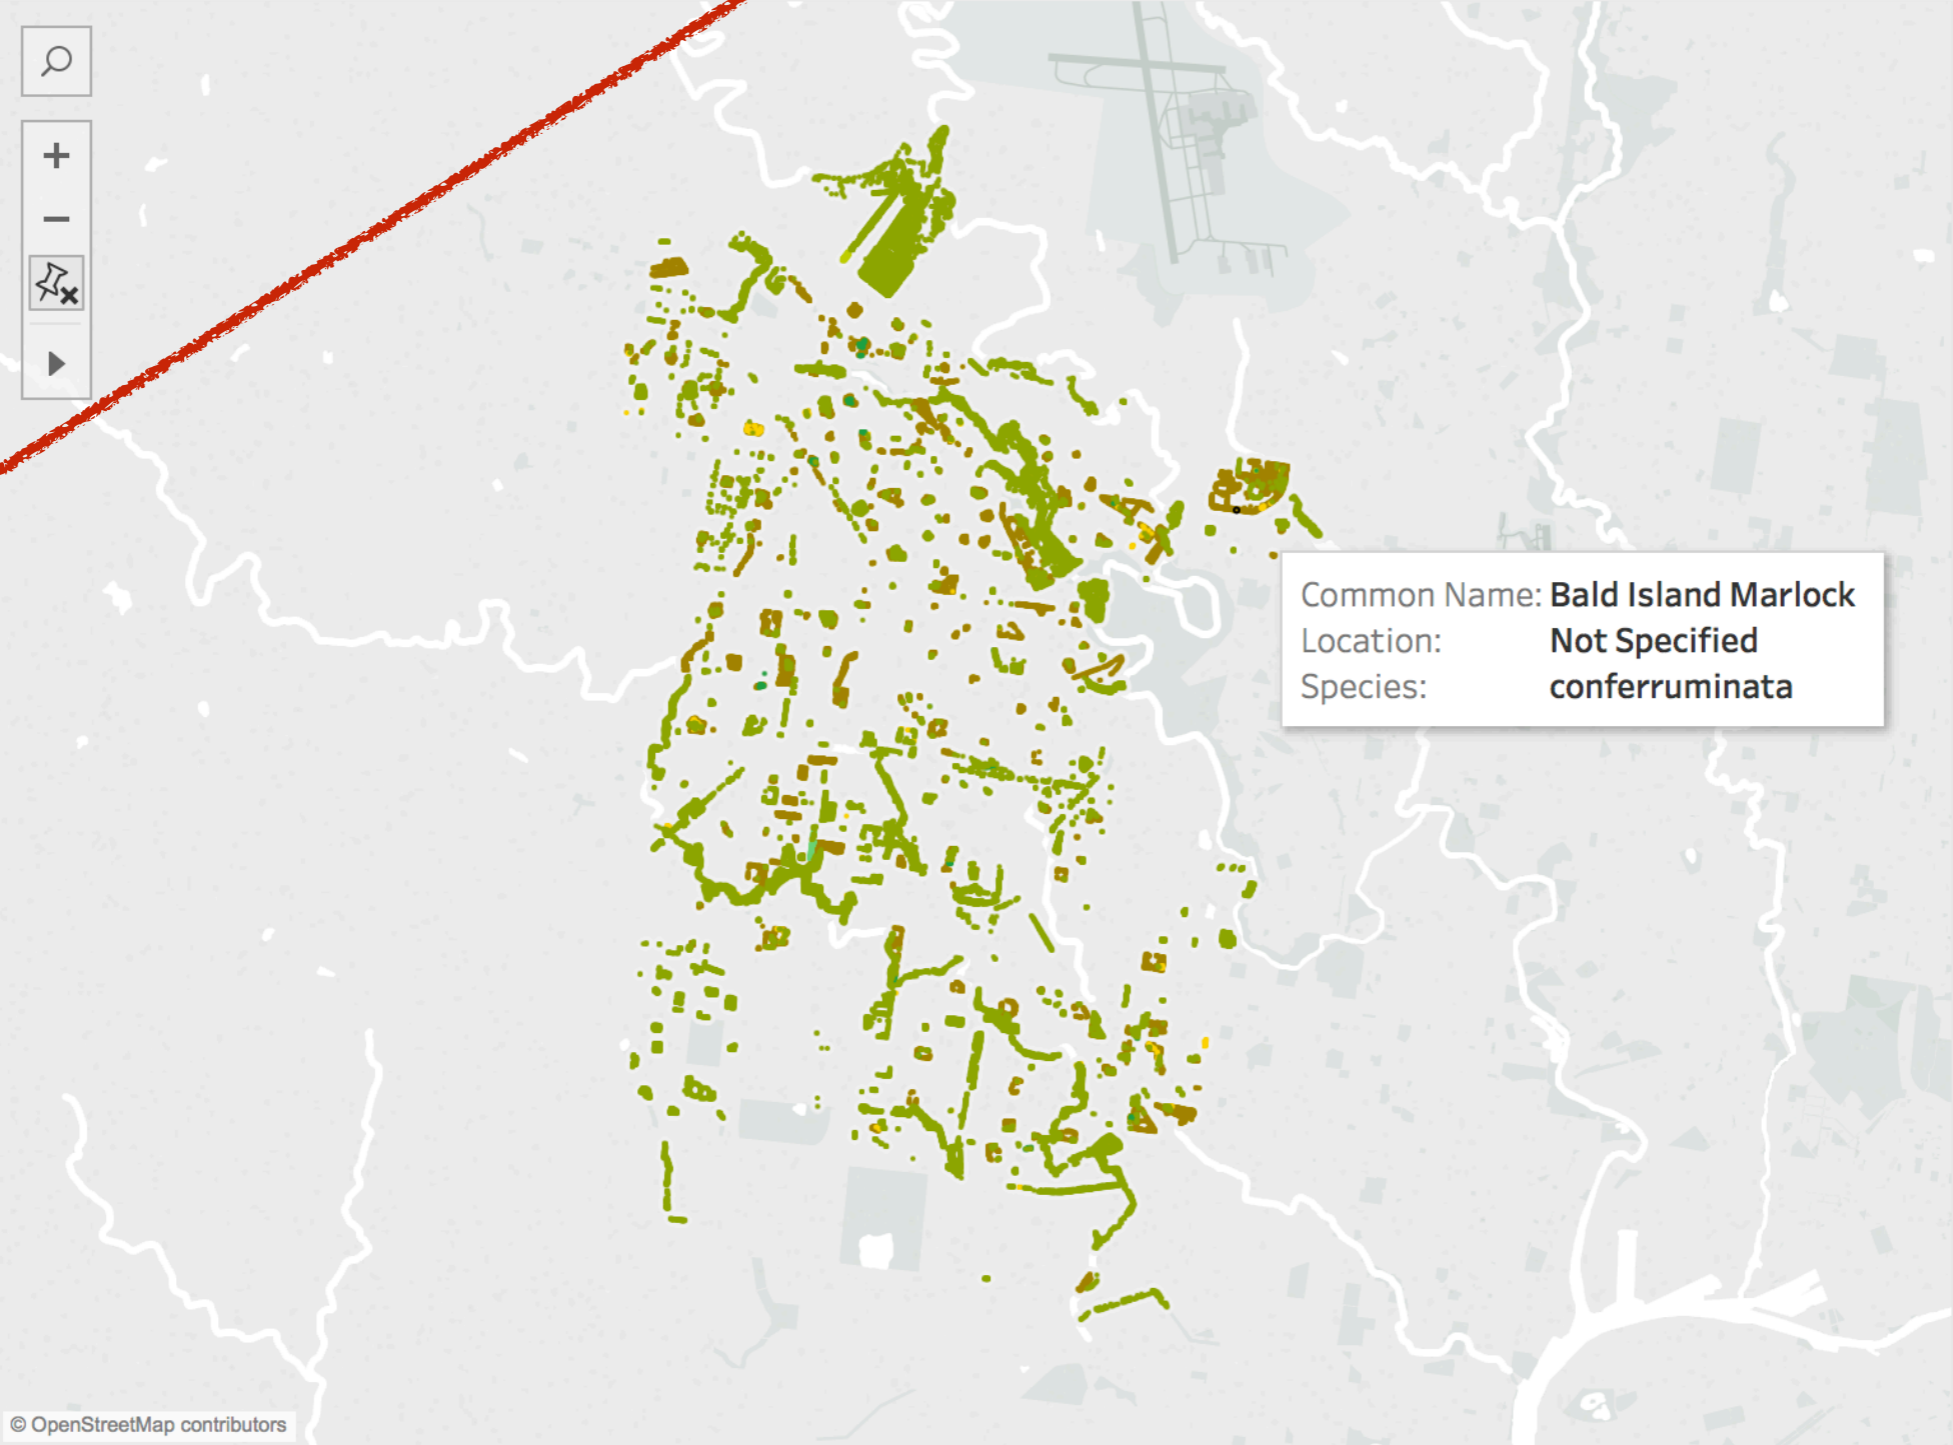 Common Name: Bald Island Marlock
Location: Not Specified
Species: conferruminata
© OpenStreetMap contributors